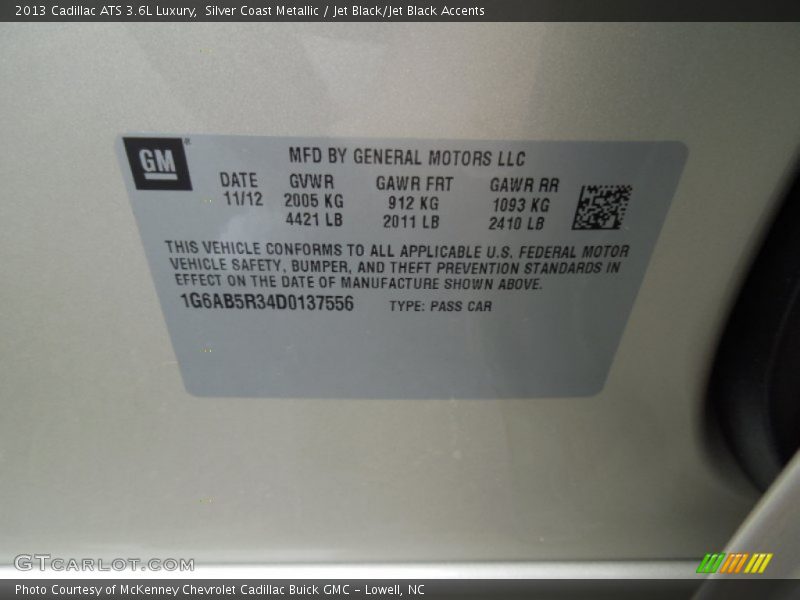 2013 Cadillac ATS 3.6L Luxury, Silver Coast Metallic / Jet Black/Jet Black Accents
GM
MFD BY GENERAL MOTORS LLC
DATE GVWR GAWR FRT GAWR RR
11/12 2005 KG 912 KG 1093 KG
4421 LB 2011 LB 2410 LB
THIS VEHICLE CONFORMS TO ALL APPLICABLE U.S. FEDERAL MOTOR
VEHICLE SAFETY, BUMPER, AND THEFT PREVENTION STANDARDS IN
EFFECT ON THE DATE OF MANUFACTURE SHOWN ABOVE.
1G6AB5R34D0137556 TYPE: PASS CAR
GTCARLOT.COM
Photo Courtesy of McKenney Chevrolet Cadillac Buick GMC - Lowell, NC